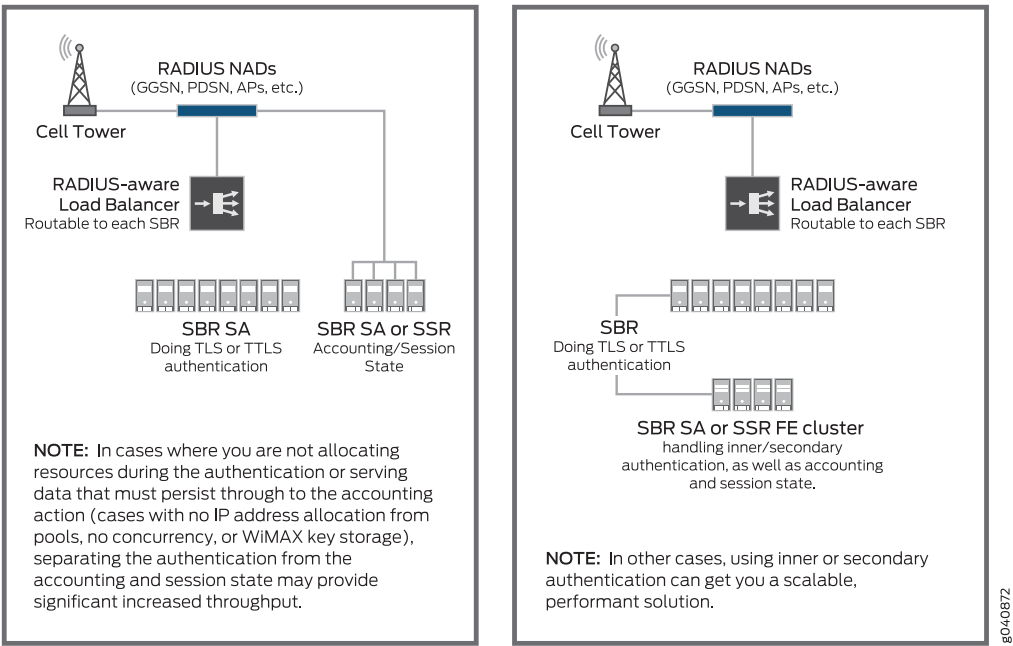 RADIUS NADs
(GGSN, PDSN, APs, etc.)
Cell Tower
RADIUS-aware
Load Balancer
Routable to each SBR
SBR SA
Doing TLS or TTLS
authentication
SBR SA or SSR
Accounting/Session
State
NOTE: In cases where you are not allocating
resources during the authentication or serving
data that must persist through to the accounting
action (cases with no IP address allocation from
pools, no concurrency, or WiMAX key storage),
separating the authentication from the
accounting and session state may provide
significant increased throughput.
RADIUS NADs
(GGSN, PDSN, APs, etc.)
Cell Tower
RADIUS-aware
Load Balancer
Routable to each SBR
SBR
Doing TLS or TTLS
authentication
SBR SA or SSR FE cluster
handling inner/secondary
authentication, as well as accounting
and session state.
NOTE: In other cases, using inner or secondary
authentication can get you a scalable,
performant solution.
g040872